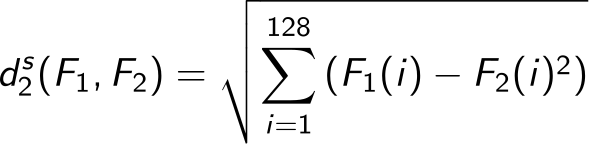 d_2^s(F_1, F_2) = \sqrt{\sum_{i=1}^{128} (F_1(i) - F_2(i)^2)}